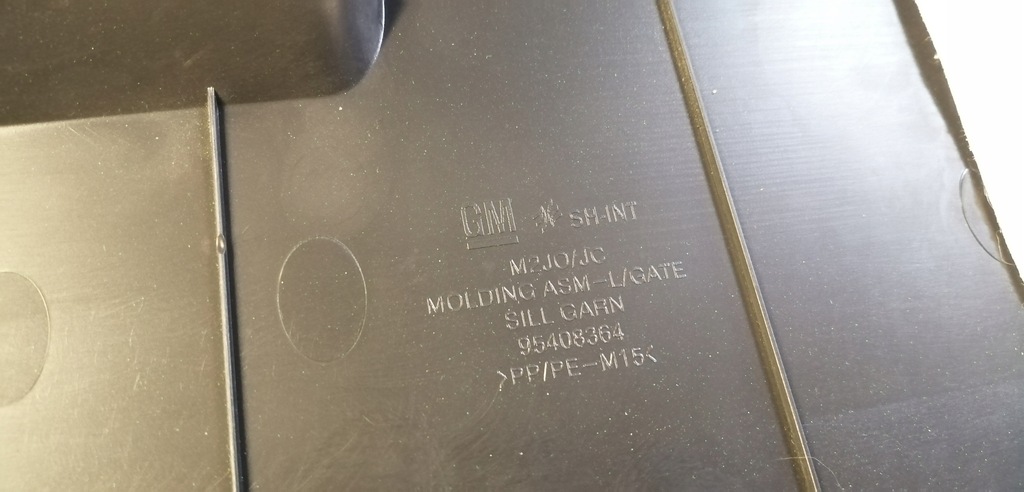 GM SH-INT
M2JO/JC
MOLDING ASM-L/GATE
SILL GARN
95408364
>PP/PE-M15<